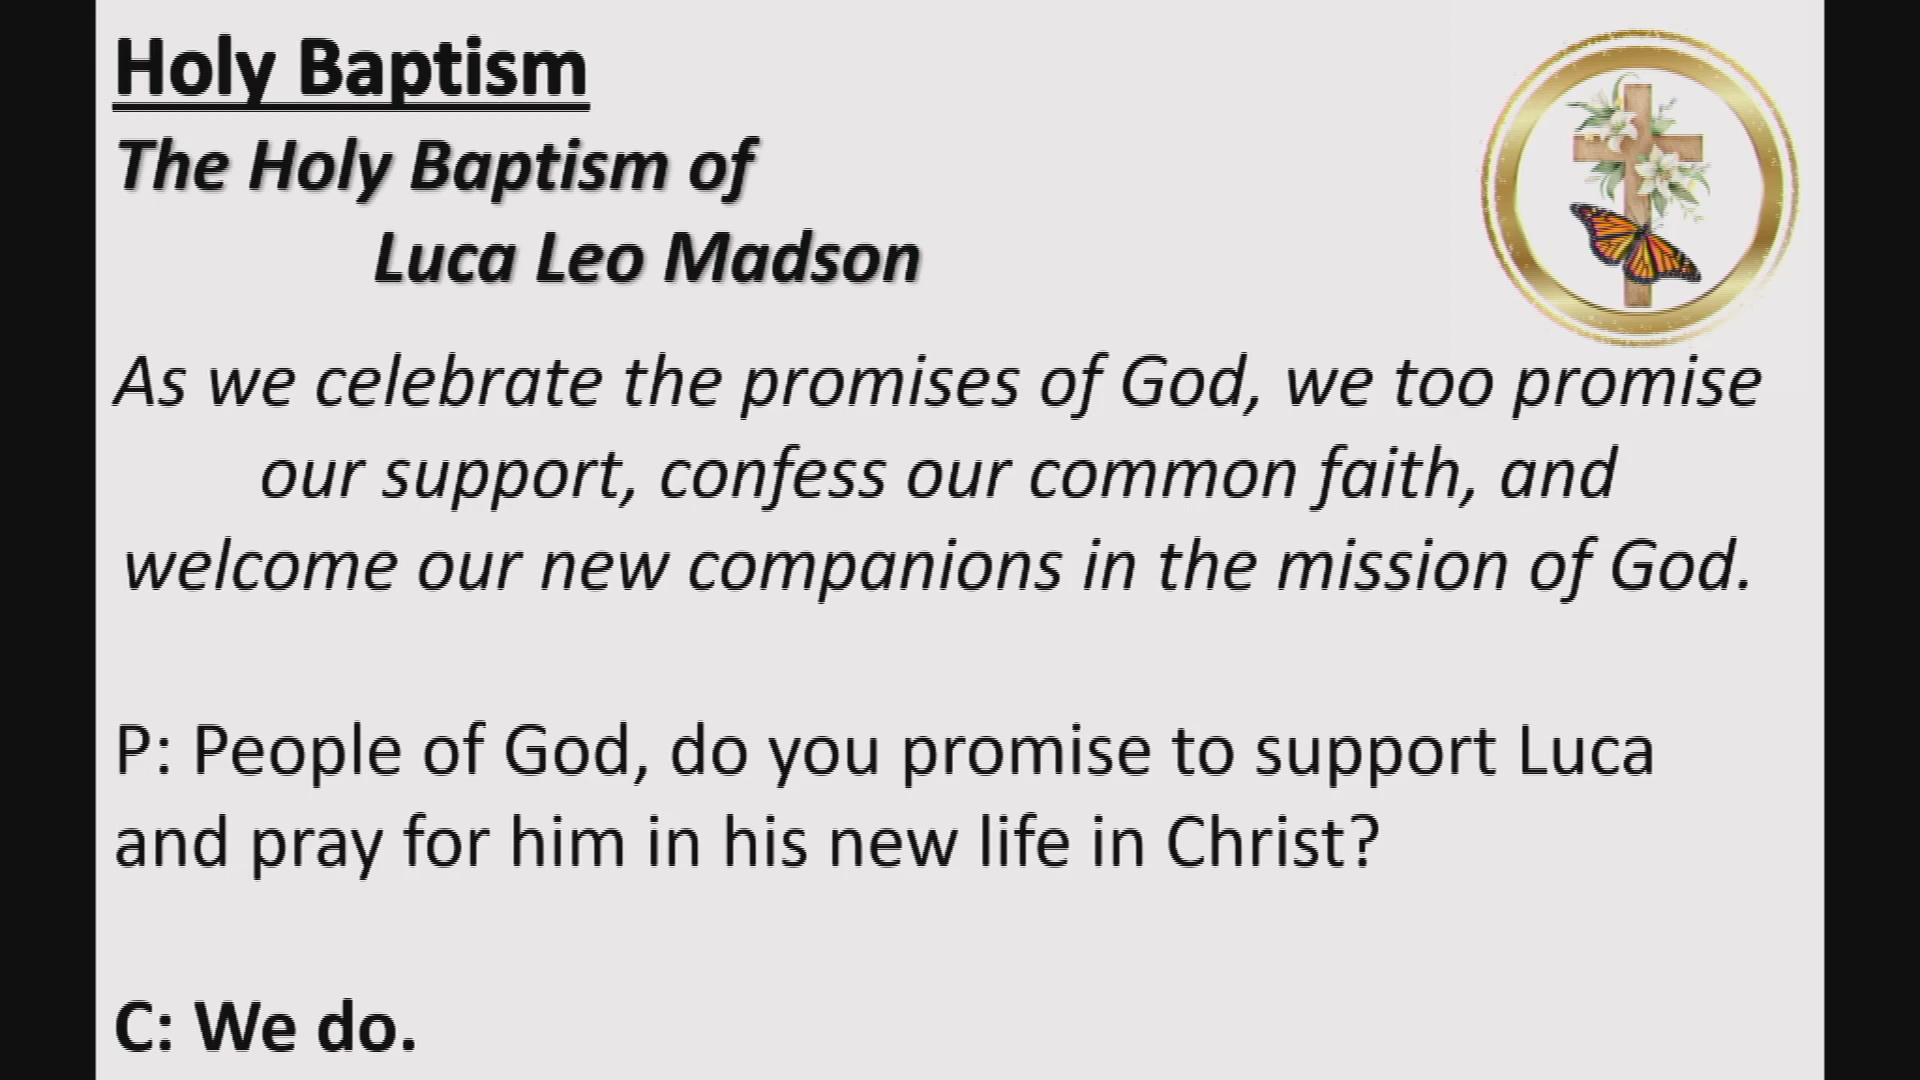 Holy Baptism
The Holy Baptism of
Luca Leo Madson
As we celebrate the promises of God, we too promise
our support, confess our common faith, and
welcome our new companions in the mission of God.
P: People of God, do you promise to support Luca
and pray for him in his new life in Christ?
C: We do.